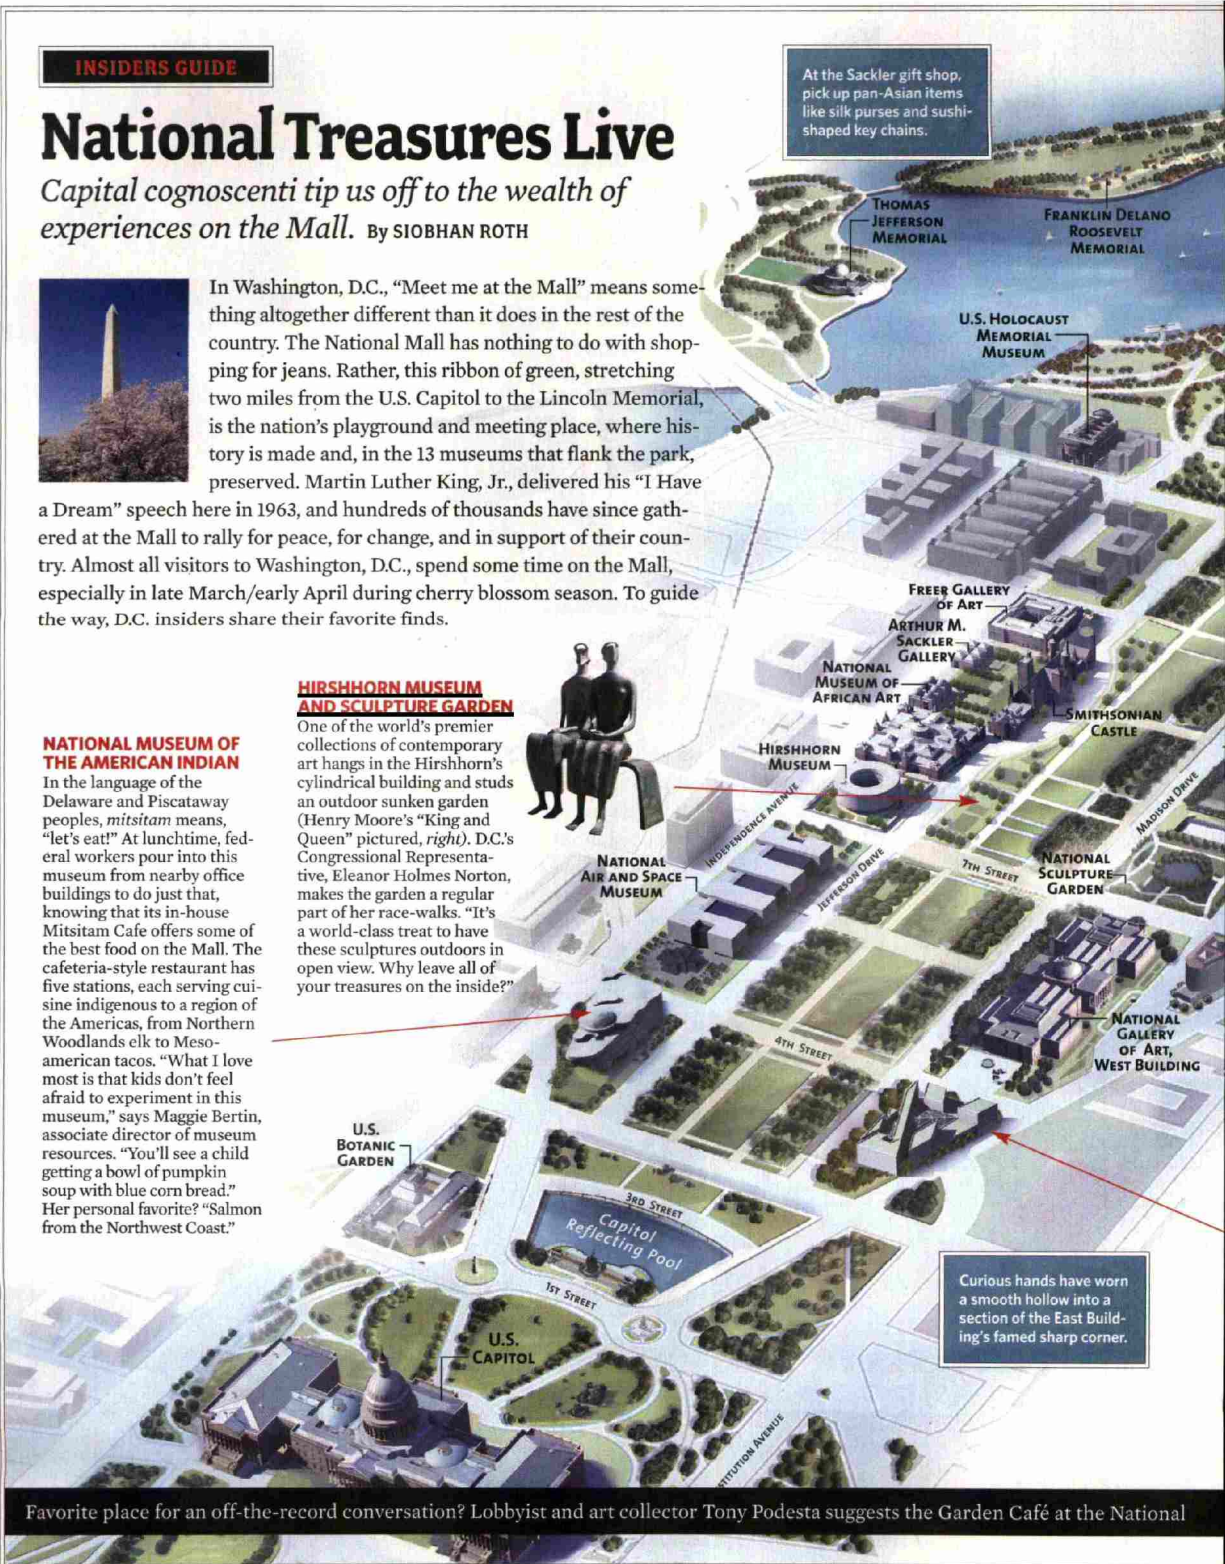 INSIDERS GUIDE
National Treasures Live
Capital cognoscenti tip us off to the wealth of
experiences on the Mall. By SIOBHAN ROTH
In Washington, D.C., “Meet me at the Mall” means some-
thing altogether different than it does in the rest of the
country. The National Mall has nothing to do with shop-
ping for jeans. Rather, this ribbon of green, stretching
two miles from the U.S. Capitol to the Lincoln Memorial,
is the nation’s playground and meeting place, where his-
tory is made and, in the 13 museums that flank the park,
preserved. Martin Luther King, Jr., delivered his “I Have
a Dream” speech here in 1963, and hundreds of thousands have since gath-
ered at the Mall to rally for peace, for change, and in support of their coun-
try. Almost all visitors to Washington, D.C., spend some time on the Mall,
especially in late March/early April during cherry blossom season. To guide
the way, D.C. insiders share their favorite finds.
NATIONAL MUSEUM OF
THE AMERICAN INDIAN
In the language of the
Delaware and Piscataway
peoples, mitsitam means,
“let’s eat!” At lunchtime, fed-
eral workers pour into this
museum from nearby office
buildings to do just that,
knowing that its in-house
Mitsitam Cafe offers some of
the best food on the Mall. The
cafeteria-style restaurant has
five stations, each serving cui-
sine indigenous to a region of
the Americas, from Northern
Woodlands elk to Meso-
american tacos. “What I love
most is that kids don’t feel
afraid to experiment in this
museum,” says Maggie Bertin,
associate director of museum
resources. “You’ll see a child
getting a bowl of pumpkin
soup with blue corn bread.”
Her personal favorite? “Salmon
from the Northwest Coast.”
HIRSHHORN MUSEUM
AND SCULPTURE GARDEN
One of the world’s premier
collections of contemporary
art hangs in the Hirshhorn’s
cylindrical building and studs
an outdoor sunken garden
(Henry Moore’s “King and
Queen” pictured, right). D.C.’s
Congressional Representa-
tive, Eleanor Holmes Norton,
makes the garden a regular
part of her race-walks. “It’s
a world-class treat to have
these sculptures outdoors in
open view. Why leave all of
your treasures on the inside?”
At the Sackler gift shop,
pick up pan-Asian items
like silk purses and sushi-
shaped key chains.
THOMAS
JEFFERSON
MEMORIAL
FRANKLIN DELANO
ROOSEVELT
MEMORIAL
U.S. HOLOCAUST
MEMORIAL
MUSEUM
FREER GALLERY
OF ART
ARTHUR M.
SACKLER
GALLERY
NATIONAL
MUSEUM OF
AFRICAN ART
SMITHSONIAN
CASTLE
HIRSHHORN
MUSEUM
INDEPENDENCE AVENUE
MADISON DRIVE
JEFFERSON DRIVE
7TH STREET
NATIONAL
SCULPTURE
GARDEN
NATIONAL
AIR AND SPACE
MUSEUM
NATIONAL
GALLERY
OF ART,
WEST BUILDING
4TH STREET
U.S.
BOTANIC
GARDEN
3RD STREET
Capitol
Reflecting Pool
1ST STREET
U.S.
CAPITOL
Curious hands have worn
a smooth hollow into a
section of the East Build-
ing’s famed sharp corner.
STITUTION AVENUE
Favorite place for an off-the-record conversation? Lobbyist and art collector Tony Podesta suggests the Garden Café at the National